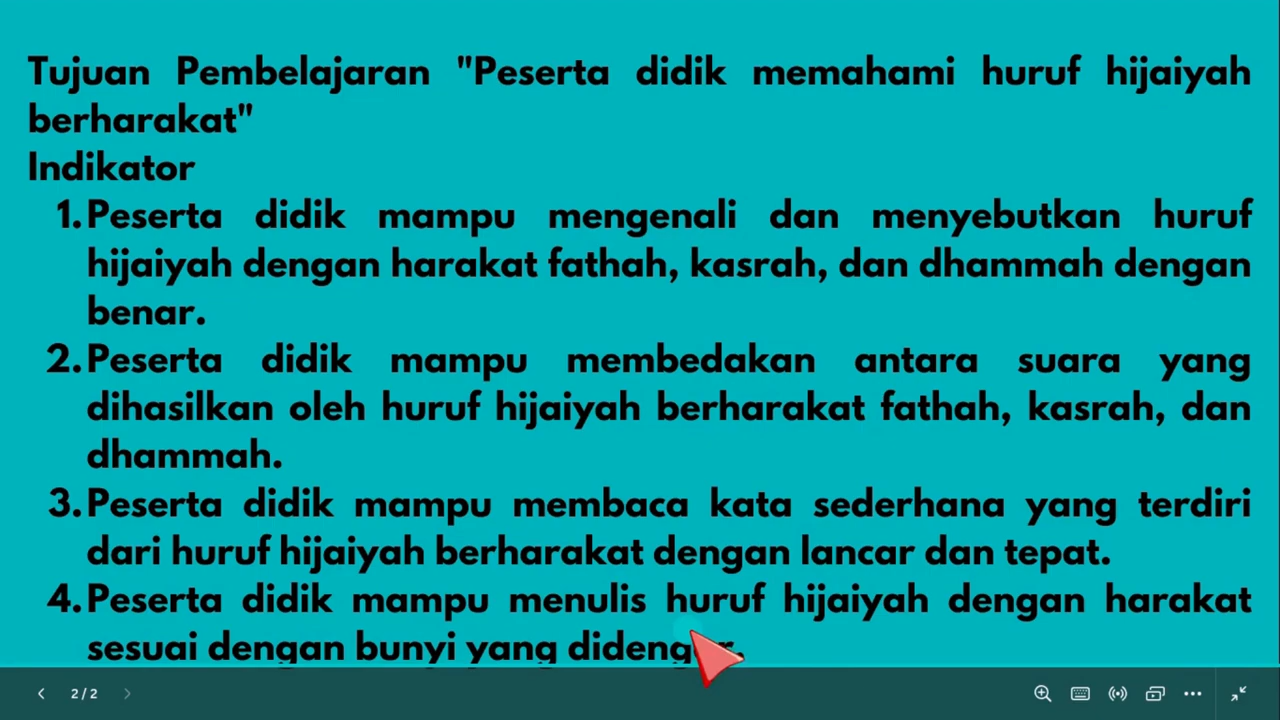 Tujuan Pembelajaran "Peserta didik memahami huruf hijaiyah
berharakat"
Indikator
1. Peserta didik mampu mengenali dan menyebutkan huruf
hijaiyah dengan harakat fathah, kasrah, dan dhammah dengan
benar.
2. Peserta didik mampu membedakan antara suara yang
dihasilkan oleh huruf hijaiyah berharakat fathah, kasrah, dan
dhammah.
3. Peserta didik mampu membaca kata sederhana yang terdiri
dari huruf hijaiyah berharakat dengan lancar dan tepat.
4. Peserta didik mampu menulis huruf hijaiyah dengan harakat
sesuai dengan bunyi yang didengar.
2 / 2